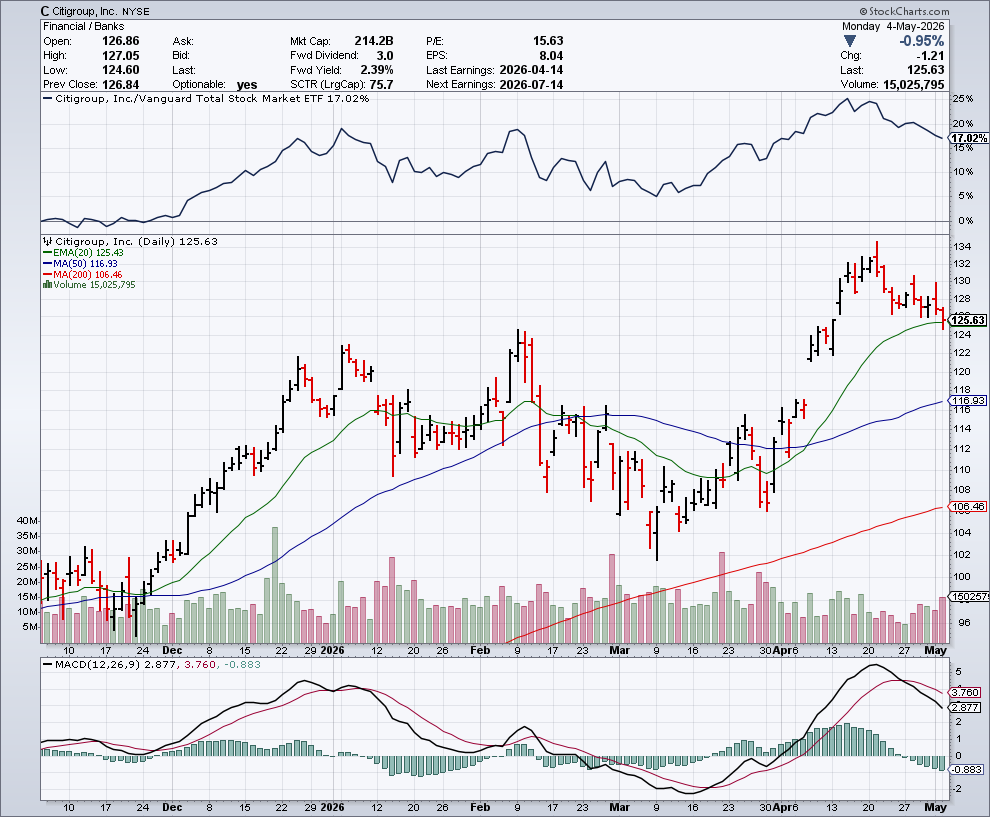 C Citigroup, Inc. NYSE © StockCharts.com
Financial / Banks Monday 4-May-2026
Open: 126.86 Ask: Mkt Cap: 214.2B P/E: 15.63 -0.95%
High: 127.05 Bid: Fwd Dividend: 3.0 EPS: 8.04 Chg: -1.21
Low: 124.60 Last: Fwd Yield: 2.39% Last Earnings: 2026-04-14 Last: 125.63
Prev Close: 126.84 Optionable: yes SCTR (LrgCap): 75.7 Next Earnings: 2026-07-14 Volume: 15,025,795
Citigroup, Inc./Vanguard Total Stock Market ETF 17.02%
25%
20%
17.02%
15%
10%
5%
0%
Citigroup, Inc. (Daily) 125.63
EMA(20) 125.43
MA(50) 116.93
MA(200) 106.46
Volume 15,025,795
134
132
130
128
125.63
124
122
120
118
116.93
116
114
112
110
108
106.46
104
102
100
1502579
96
40M
35M
30M
25M
20M
15M
10M
5M
10 17 24 Dec 8 15 22 29 2026 12 20 26 Feb 9 17 23 Mar 9 16 23 30 Apr 6 13 20 27 May
MACD(12,26,9) 2.877, 3.760, -0.883
5
3.760
2.877
2
1
0
-0.883
-2
10 17 24 Dec 8 15 22 29 2026 12 20 26 Feb 9 17 23 Mar 9 16 23 30 Apr 6 13 20 27 May